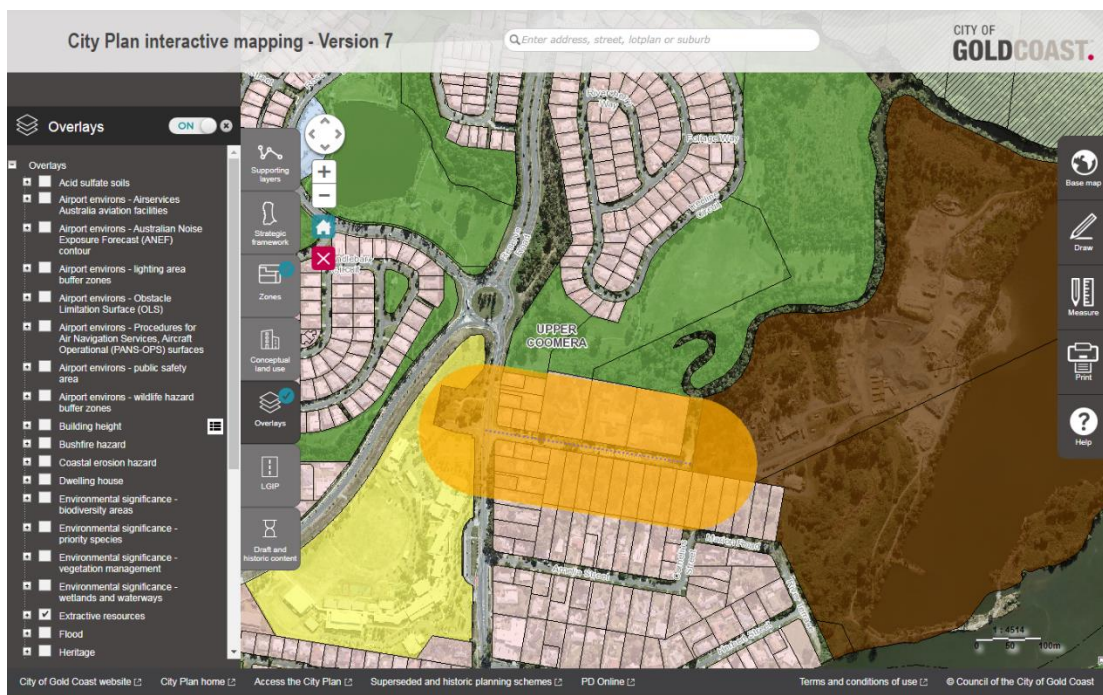 City Plan interactive mapping - Version 7
Enter address, street, lotplan or suburb
CITY OF
GOLDCOAST.
Overlays
ON
Overlays
Acid sulfate soils
Airport environs - Airservices
Australia aviation facilities
Airport environs - Australian Noise
Exposure Forecast (ANEF)
contour
Airport environs - lighting area
buffer zones
Airport environs - Obstacle
Limitation Surface (OLS)
Airport environs - Procedures for
Air Navigation Services, Aircraft
Operational (PANS-OPS) surfaces
Airport environs - public safety
area
Airport environs - wildlife hazard
buffer zones
Building height
Bushfire hazard
Coastal erosion hazard
Dwelling house
Environmental significance -
biodiversity areas
Environmental significance -
priority species
Environmental significance -
vegetation management
Environmental significance -
wetlands and waterways
Extractive resources
Flood
Heritage
Supporting
layers
Strategic
framework
Zones
Conceptual
land use
Overlays
LGIP
Draft and
historic content
UPPER
COOMERA
Foliage Way
Road
Circuit
Street
Road
Street
Base map
Draw
Measure
Print
Help
1 : 4514
0 50 100m
City of Gold Coast website
City Plan home
Access the City Plan
Superseded and historic planning schemes
PD Online
Terms and conditions of use
© Council of the City of Gold Coast